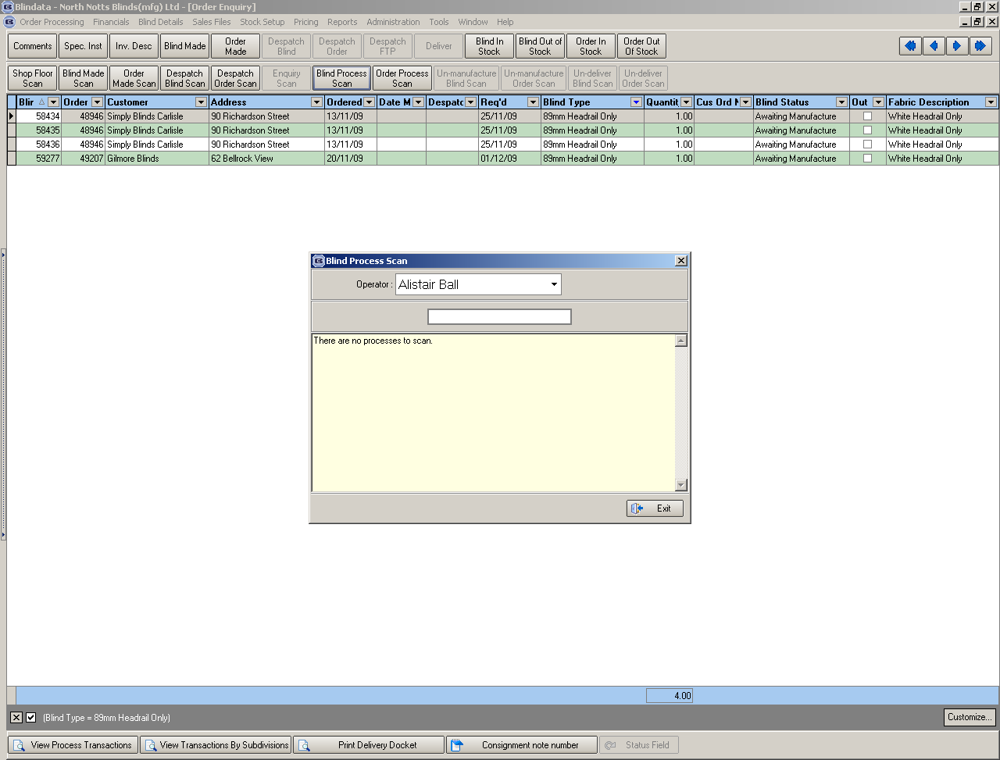 Blindata - North Notts Blinds(mfg) Ltd - [Order Enquiry]
Order Processing Financials Blind Details Sales Files Stock Setup Pricing Reports Administration Tools Window Help
Comments Spec. Inst Inv. Desc Blind Made Order Made Despatch Blind Despatch Order Despatch FTP Deliver Blind In Stock Blind Out of Stock Order In Stock Order Out Of Stock
Shop Floor Scan Blind Made Scan Order Made Scan Despatch Blind Scan Despatch Order Scan Enquiry Scan Blind Process Scan Order Process Scan Un-manufacture Blind Scan Un-manufacture Order Scan Un-deliver Blind Scan Un-deliver Order Scan
Blir Order Customer Address Ordered Date M Despatc Req'd Blind Type Quantit Cus Ord N Blind Status Out Fabric Description
58434 48946 Simply Blinds Carlisle 90 Richardson Street 13/11/09 25/11/09 89mm Headrail Only 1.00 Awaiting Manufacture White Headrail Only
58435 48946 Simply Blinds Carlisle 90 Richardson Street 13/11/09 25/11/09 89mm Headrail Only 1.00 Awaiting Manufacture White Headrail Only
58436 48946 Simply Blinds Carlisle 90 Richardson Street 13/11/09 25/11/09 89mm Headrail Only 1.00 Awaiting Manufacture White Headrail Only
59277 49207 Gilmore Blinds 62 Bellrock View 20/11/09 01/12/09 89mm Headrail Only 1.00 Awaiting Manufacture White Headrail Only
Blind Process Scan
Operator : Alistair Ball
There are no processes to scan.
Exit
4.00
(Blind Type = 89mm Headrail Only)
Customize...
View Process Transactions View Transactions By Subdivisions Print Delivery Docket Consignment note number Status Field